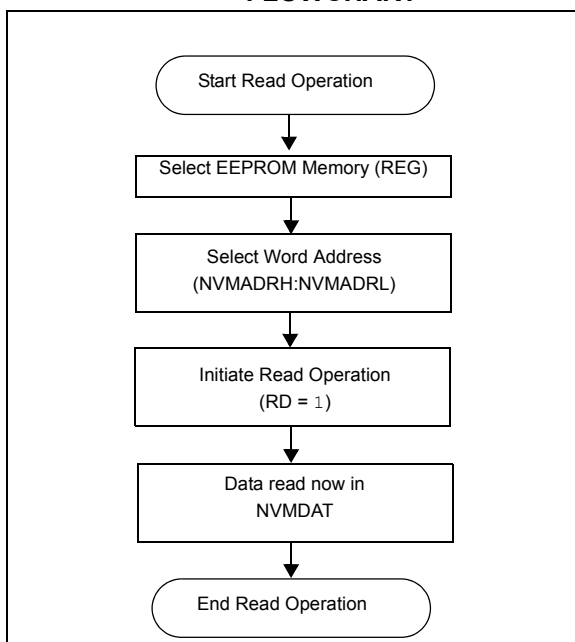 Start Read Operation
Select EEPROM Memory (REG)
Select Word Address
(NVMADRH:NVMADRL)
Initiate Read Operation
(RD = 1)
Data read now in
NVMDAT
End Read Operation